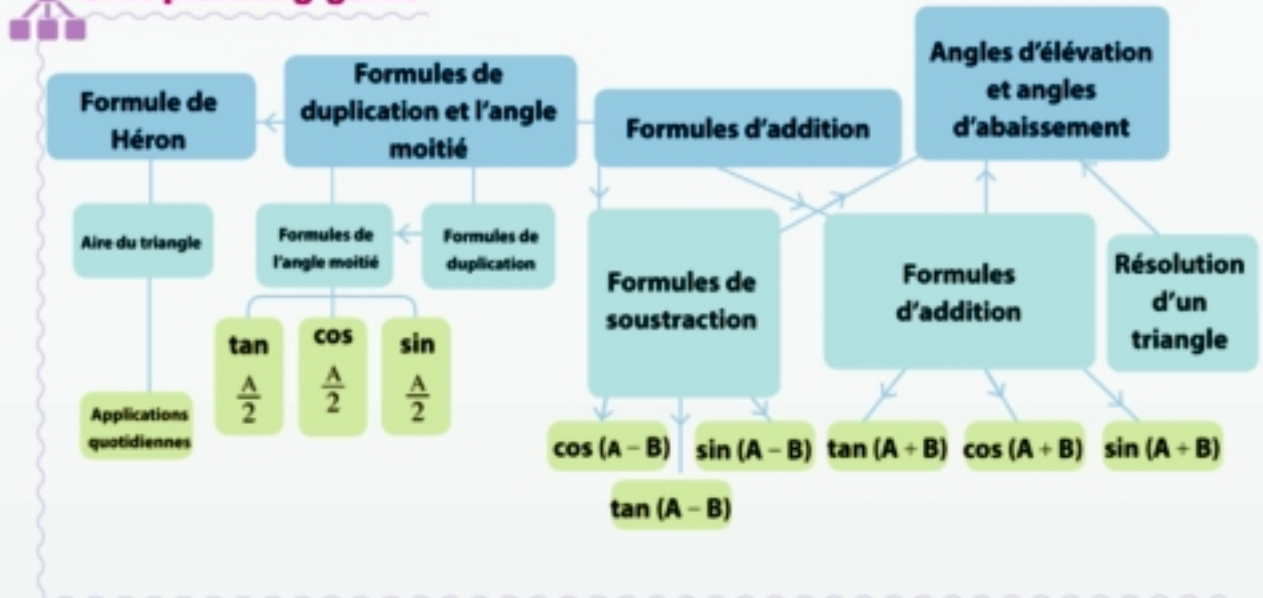 Formule de
Héron
Formules de
duplication et l'angle
moitié
Formules d'addition
Angles d'élévation
et angles
d'abaissement
Aire du triangle
Formules de
l'angle moitié
Formules de
duplication
Formules de
soustraction
Formules
d'addition
Résolution
d'un
triangle
tan
A
2
cos
A
2
sin
A
2
Applications
quotidiennes
cos (A – B)
sin (A – B)
tan (A + B)
cos (A + B)
sin (A + B)
tan (A – B)